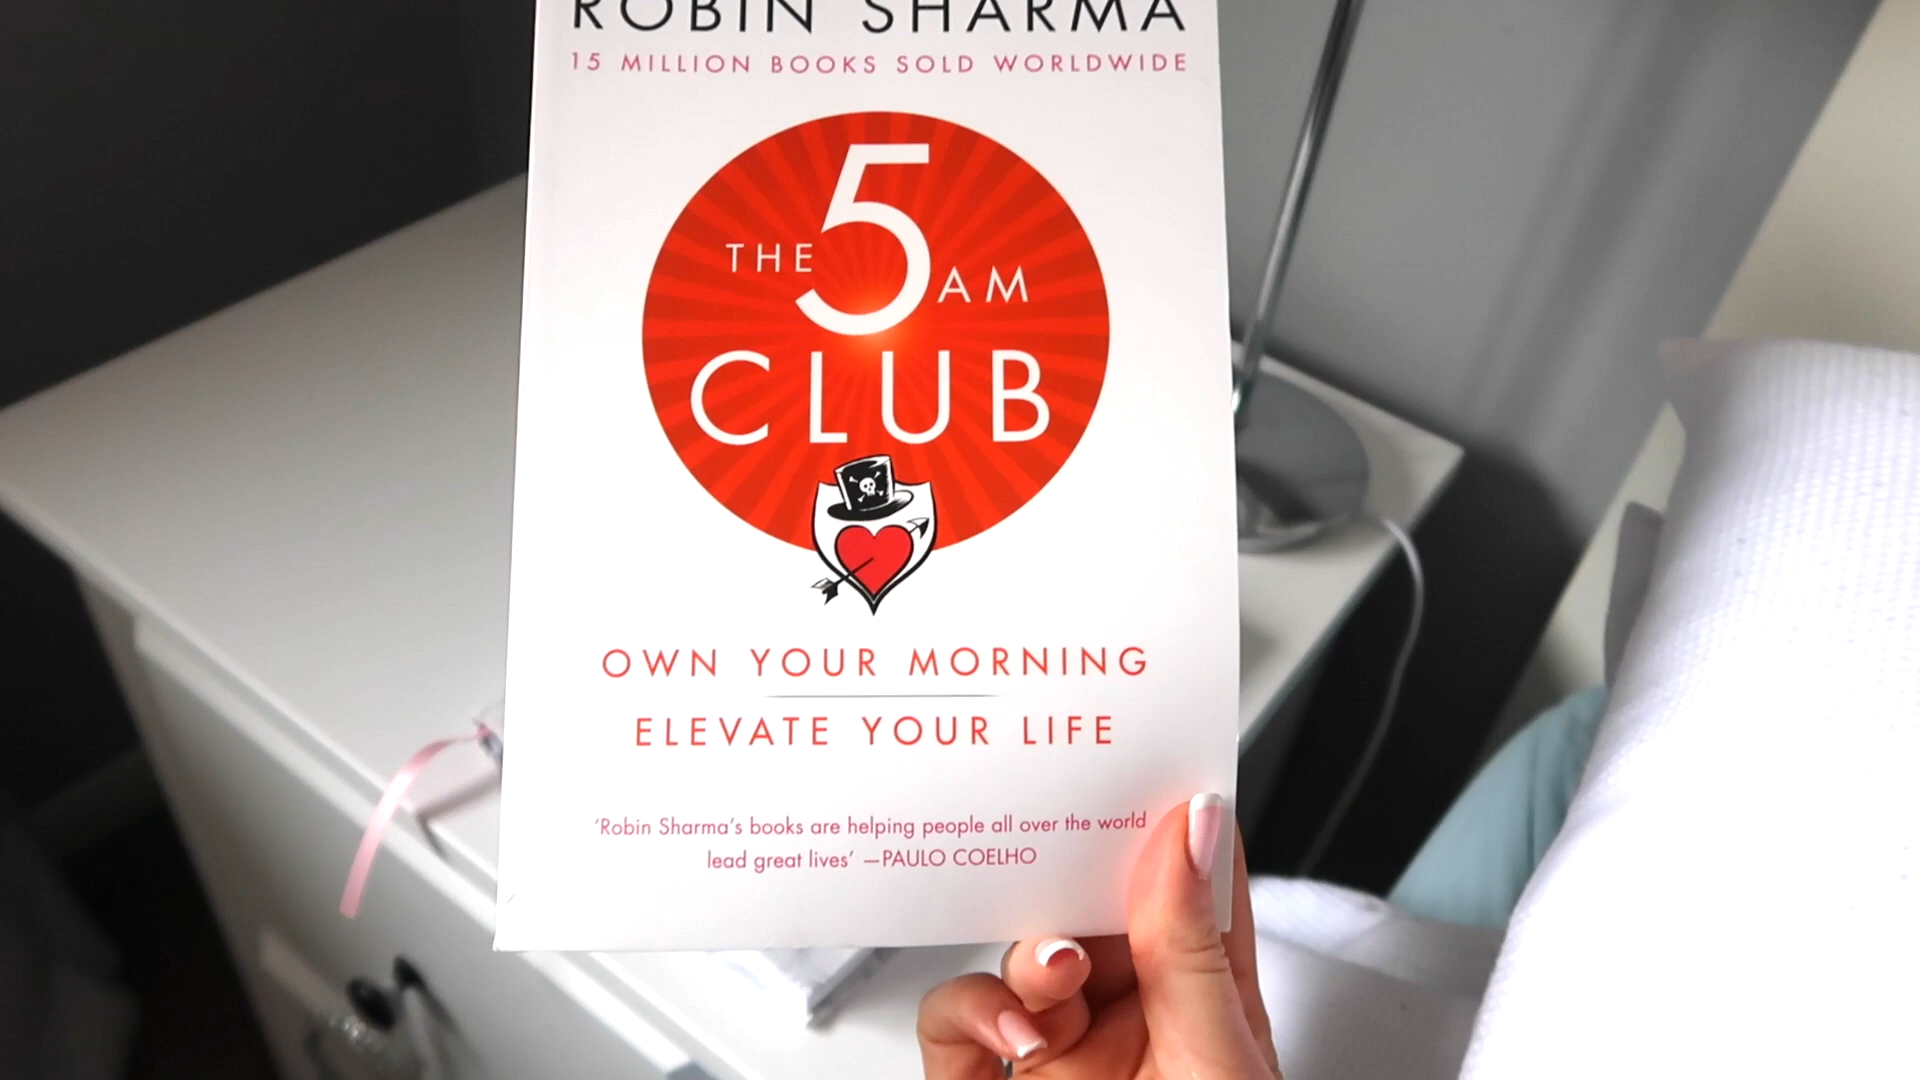 ROBIN SHARMA
15 MILLION BOOKS SOLD WORLDWIDE
THE 5 AM
CLUB
OWN YOUR MORNING
ELEVATE YOUR LIFE
‘Robin Sharma’s books are helping people all over the world
lead great lives’ —PAULO COELHO